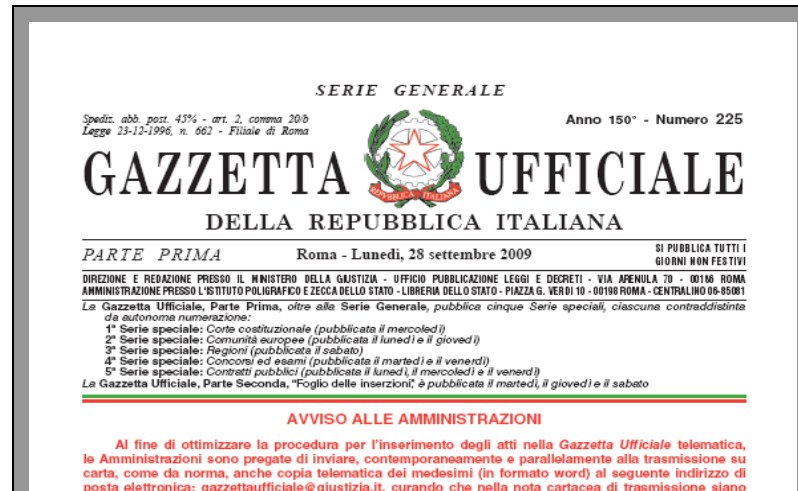 SERIE GENERALE
Spediz. abb. post. 45% - art. 2, comma 20/b
Legge 23-12-1996, n. 662 - Filiale di Roma
Anno 150° - Numero 225
GAZZETTA UFFICIALE
REPVBBLICA ITALIANA
DELLA REPUBBLICA ITALIANA
PARTE PRIMA
Roma - Lunedì, 28 settembre 2009
SI PUBBLICA TUTTI I
GIORNI NON FESTIVI
DIREZIONE E REDAZIONE PRESSO IL MINISTERO DELLA GIUSTIZIA - UFFICIO PUBBLICAZIONE LEGGI E DECRETI - VIA ARENULA 70 - 00186 ROMA
AMMINISTRAZIONE PRESSO L'ISTITUTO POLIGRAFICO E ZECCA DELLO STATO - LIBRERIA DELLO STATO - PIAZZA G. VERDI 10 - 00198 ROMA - CENTRALINO 06-85081
La Gazzetta Ufficiale, Parte Prima, oltre alla Serie Generale, pubblica cinque Serie speciali, ciascuna contraddistinta
da autonoma numerazione:
1ª Serie speciale: Corte costituzionale (pubblicata il mercoledì)
2ª Serie speciale: Comunità europee (pubblicata il lunedì e il giovedì)
3ª Serie speciale: Regioni (pubblicata il sabato)
4ª Serie speciale: Concorsi ed esami (pubblicata il martedì e il venerdì)
5ª Serie speciale: Contratti pubblici (pubblicata il lunedì, il mercoledì e il venerdì)
La Gazzetta Ufficiale, Parte Seconda, "Foglio delle inserzioni", è pubblicata il martedì, il giovedì e il sabato
AVVISO ALLE AMMINISTRAZIONI
Al fine di ottimizzare la procedura per l'inserimento degli atti nella Gazzetta Ufficiale telematica,
le Amministrazioni sono pregate di inviare, contemporaneamente e parallelamente alla trasmissione su
carta, come da norma, anche copia telematica dei medesimi (in formato word) al seguente indirizzo di
posta elettronica: gazzettaufficiale@giustizia.it, curando che nella nota cartacea di trasmissione siano